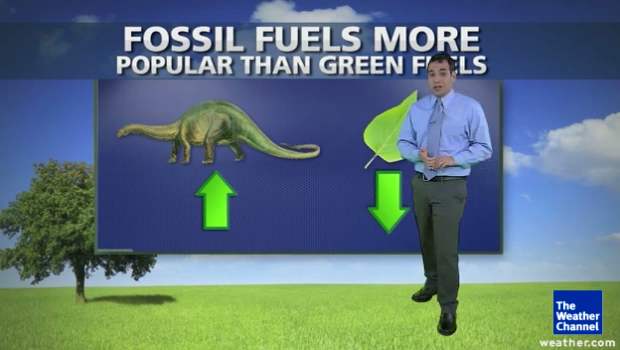 FOSSIL FUELS MORE
POPULAR THAN GREEN FUELS
The
Weather
Channel
weather.com